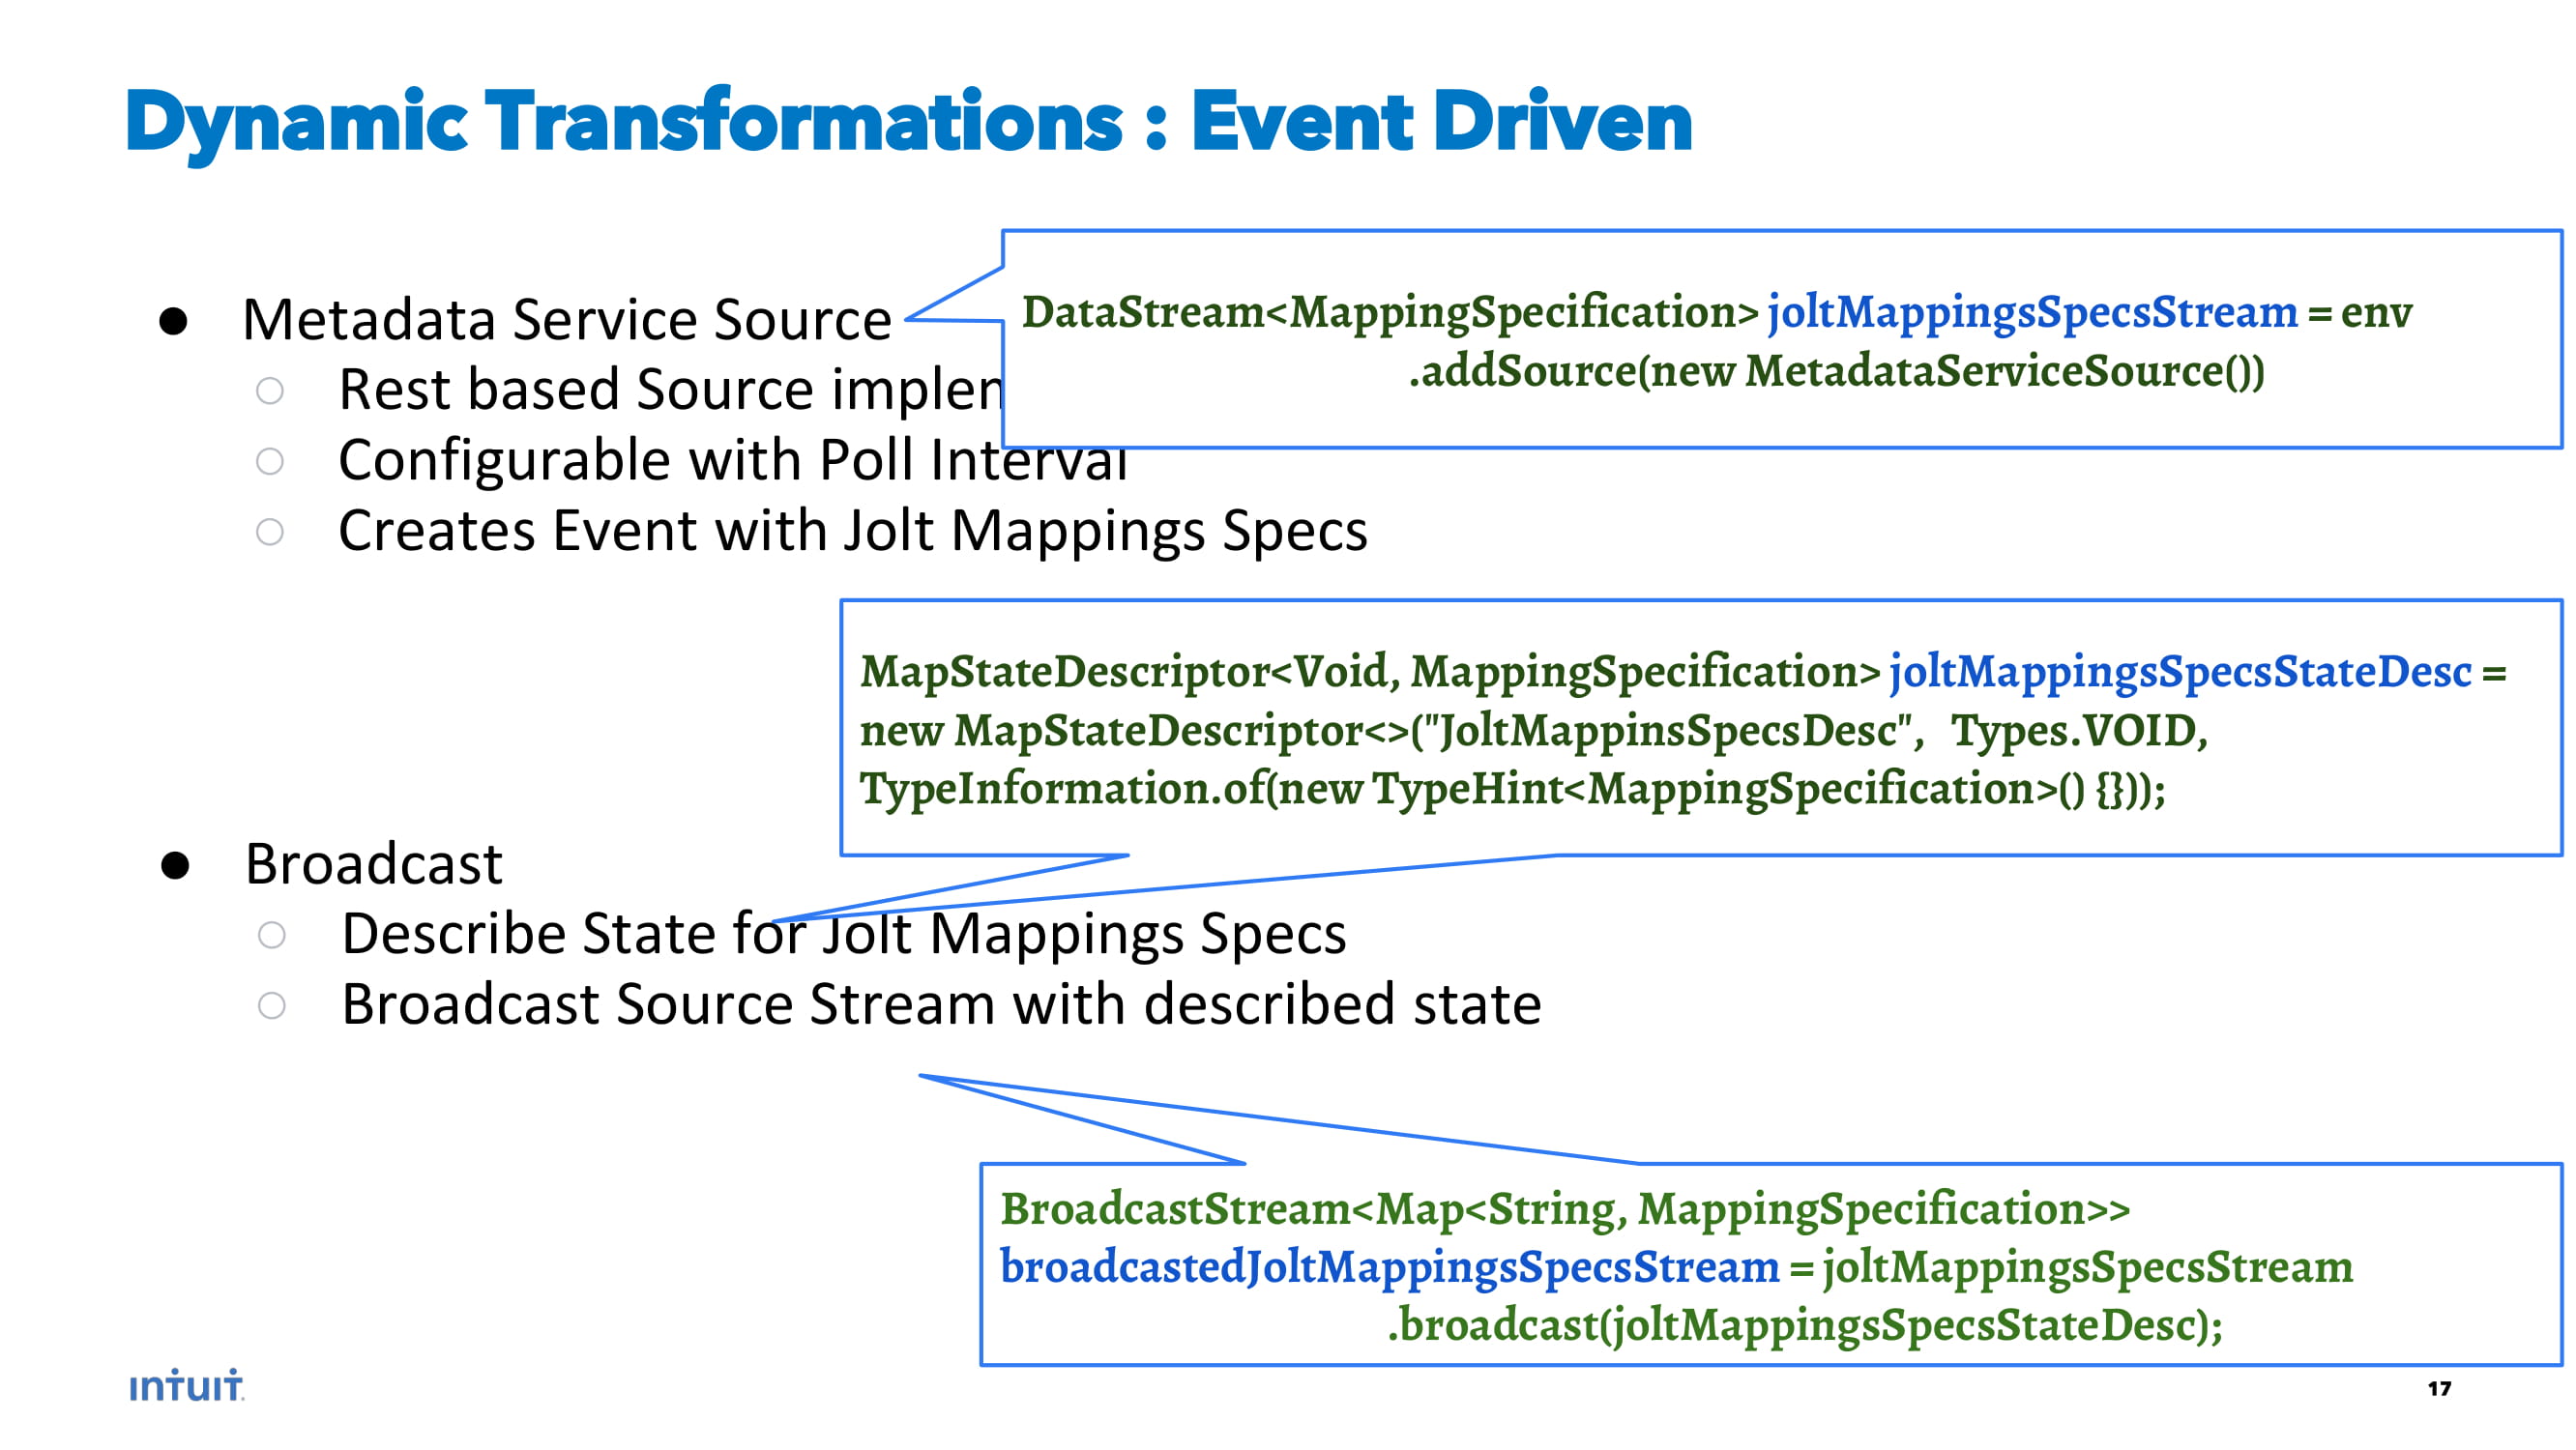 Dynamic Transformations : Event Driven
● Metadata Service Source
○ Rest based Source
○ Configurable with Poll Interval
○ Creates Event with Jolt Mappings Specs
DataStream<MappingSpecification> joltMappingsSpecsStream = env
.addSource(new MetadataServiceSource())
MapStateDescriptor<Void, MappingSpecification> joltMappingsSpecsStateDesc =
new MapStateDescriptor<>("JoltMappinsSpecsDesc", Types.VOID,
TypeInformation.of(new TypeHint<MappingSpecification>() {}));
● Broadcast
○ Describe State for Jolt Mappings Specs
○ Broadcast Source Stream with described state
BroadcastStream<Map<String, MappingSpecification>>
broadcastedJoltMappingsSpecsStream = joltMappingsSpecsStream
.broadcast(joltMappingsSpecsStateDesc);
intuit.
17